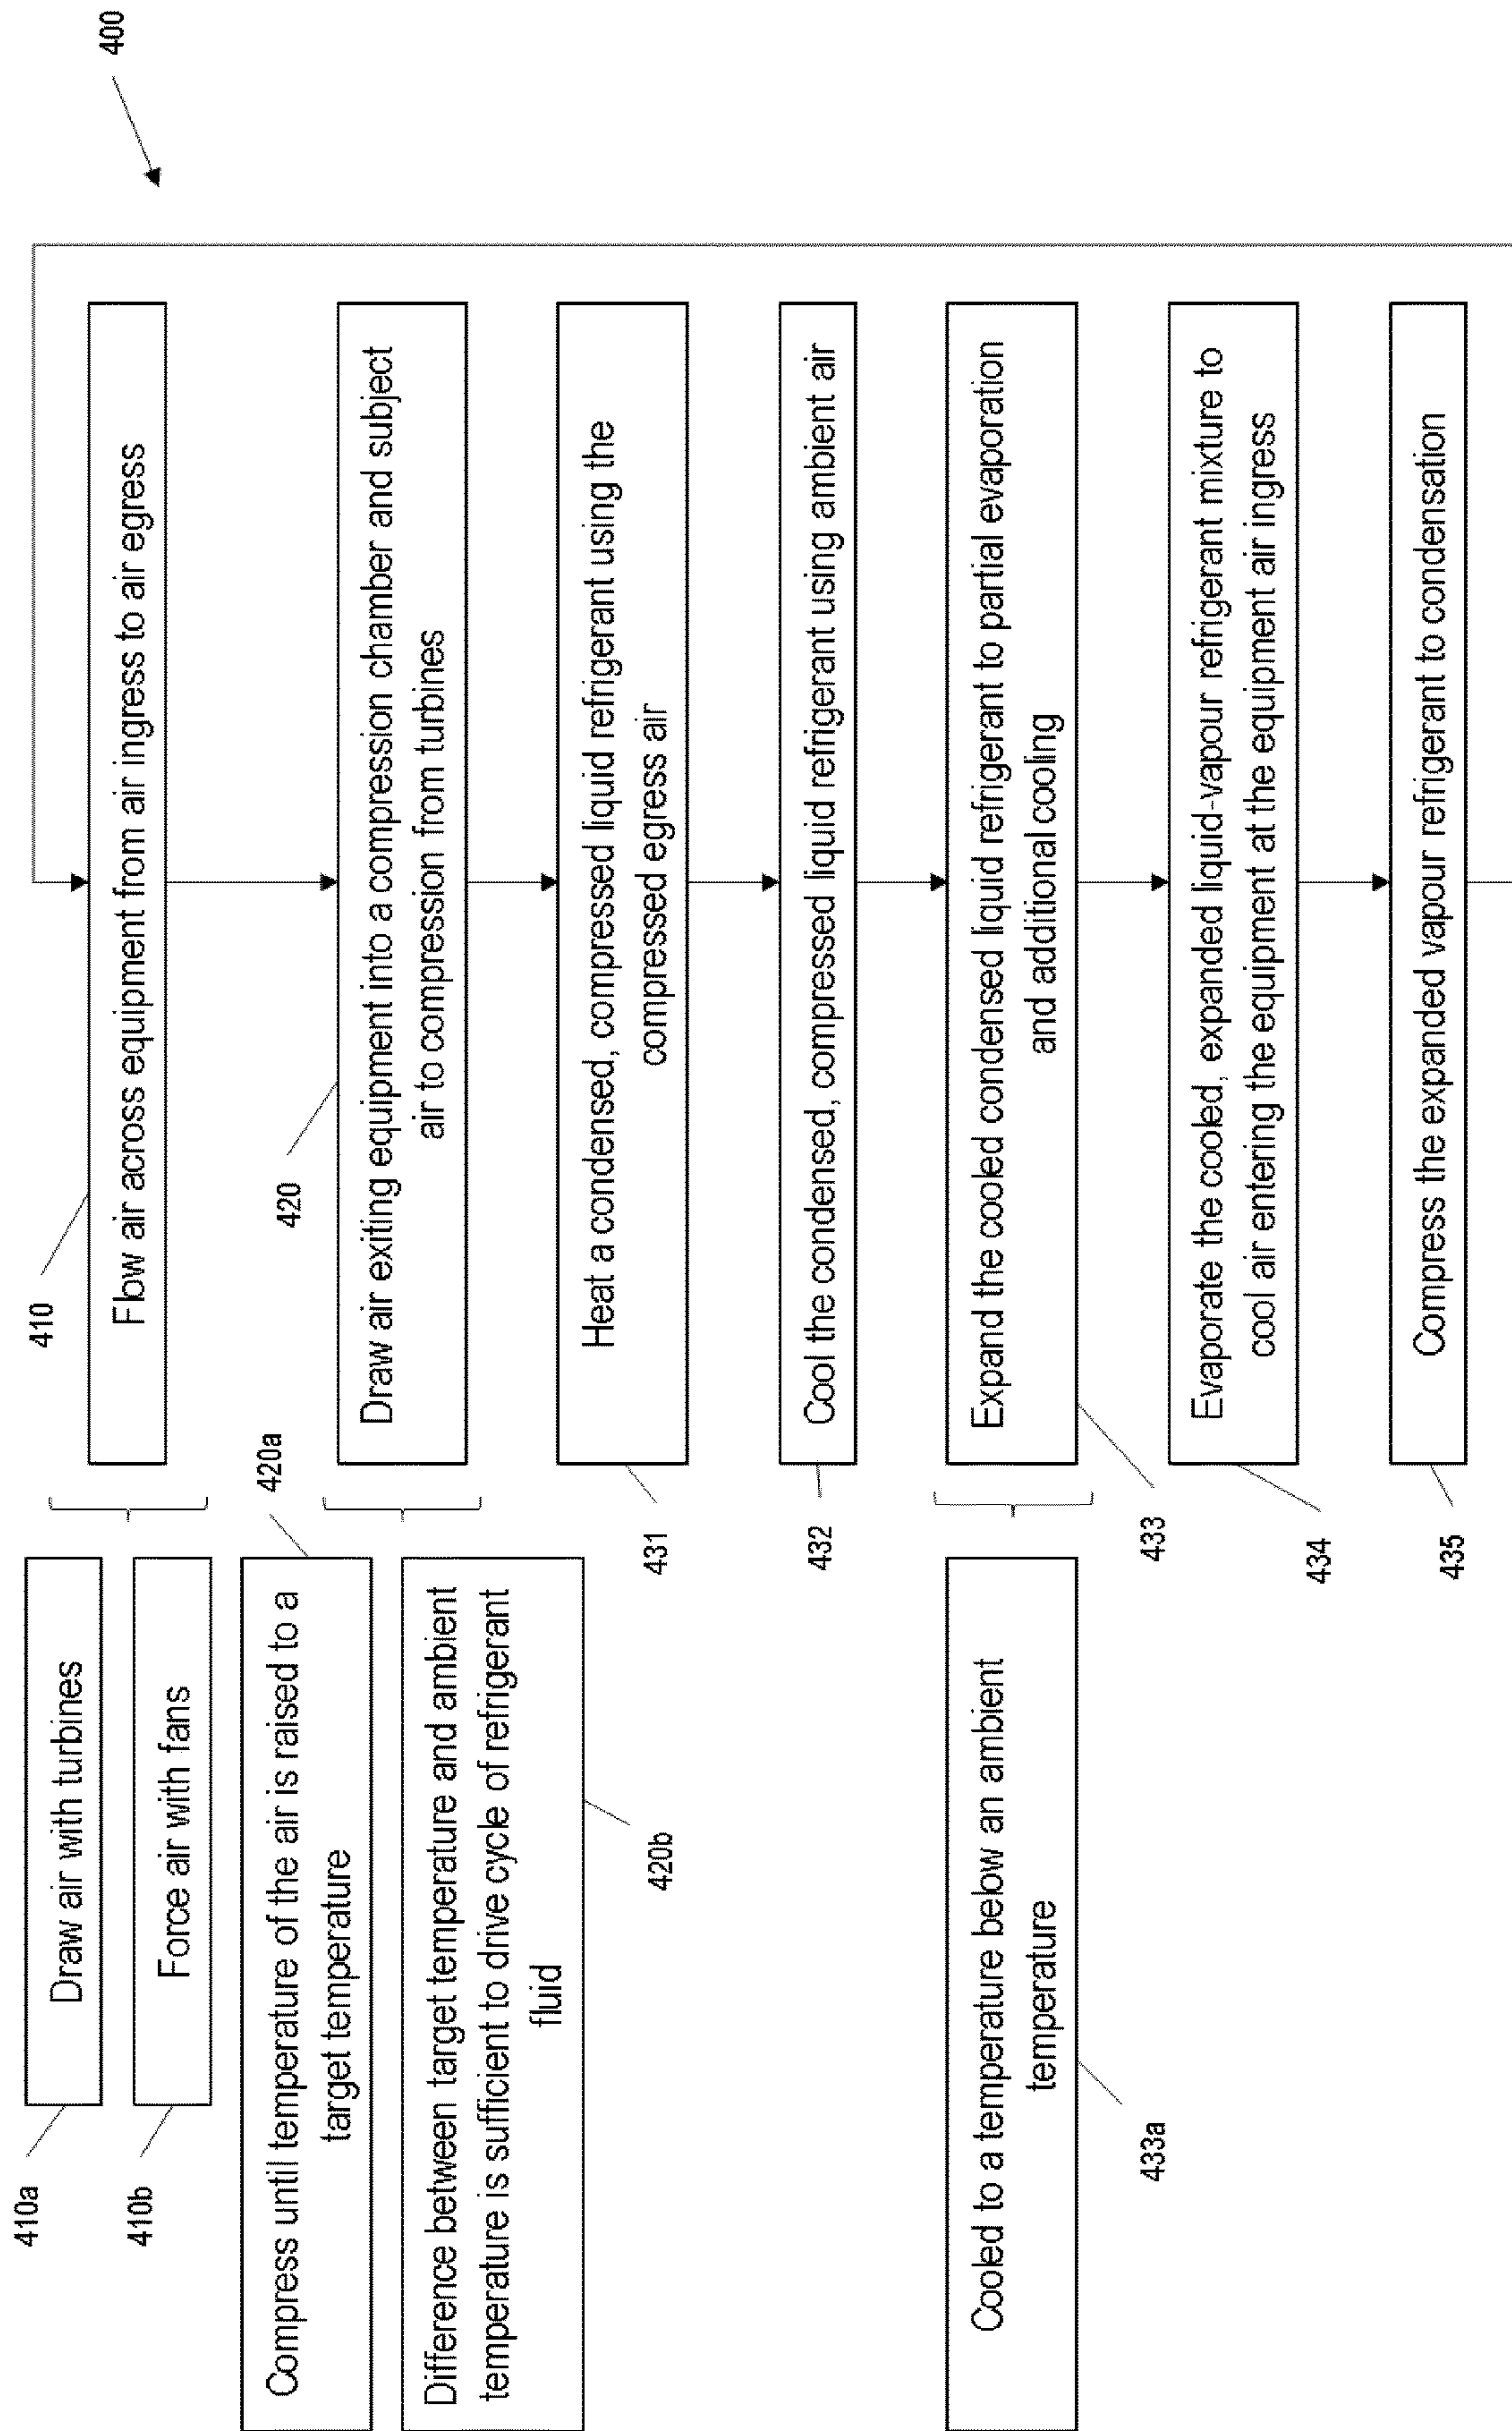 400
410
Flow air across equipment from air ingress to air egress
410a
Draw air with turbines
410b
Force air with fans
420
Draw air exiting equipment into a compression chamber and subject
air to compression from turbines
420a
Compress until temperature of the air is raised to a
target temperature
Difference between target temperature and ambient
temperature is sufficient to drive cycle of refrigerant
fluid
420b
Heat a condensed, compressed liquid refrigerant using the
compressed egress air
431
Cool the condensed, compressed liquid refrigerant using ambient air
432
Expand the cooled condensed liquid refrigerant to partial evaporation
and additional cooling
433
Cooled to a temperature below an ambient
temperature
433a
Evaporate the cooled, expanded liquid-vapour refrigerant mixture to
cool air entering the equipment at the equipment air ingress
434
Compress the expanded vapour refrigerant to condensation
435